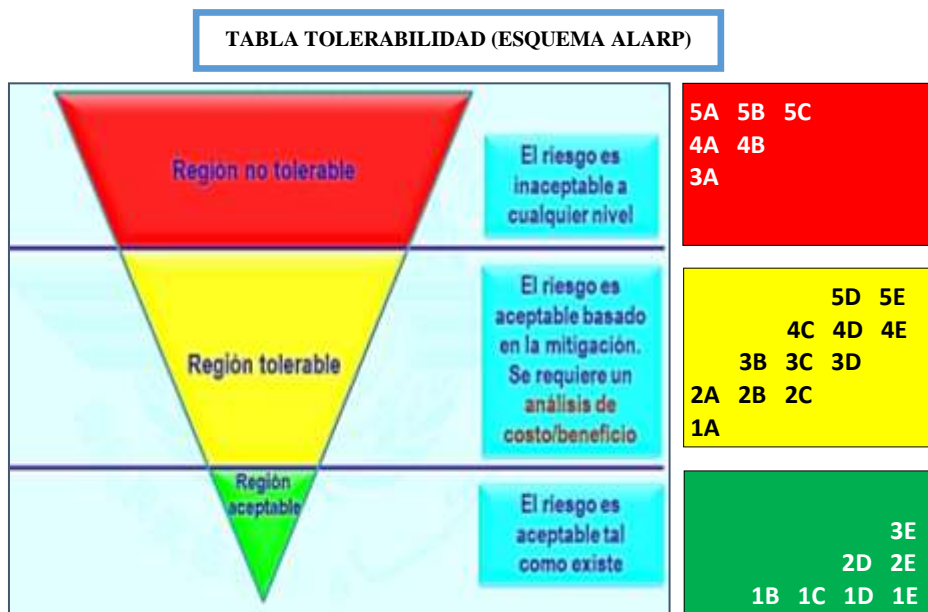 TABLA TOLERABILIDAD (ESQUEMA ALARP)
Región no tolerable
El riesgo es
inaceptable a
cualquier nivel
5A 5B 5C
4A 4B
3A
Región tolerable
El riesgo es
aceptable basado
en la mitigación.
Se requiere un
análisis de
costo/beneficio
5D 5E
4C 4D 4E
3B 3C 3D
2A 2B 2C
1A
Región
aceptable
El riesgo es
aceptable tal
como existe
3E
2D 2E
1B 1C 1D 1E